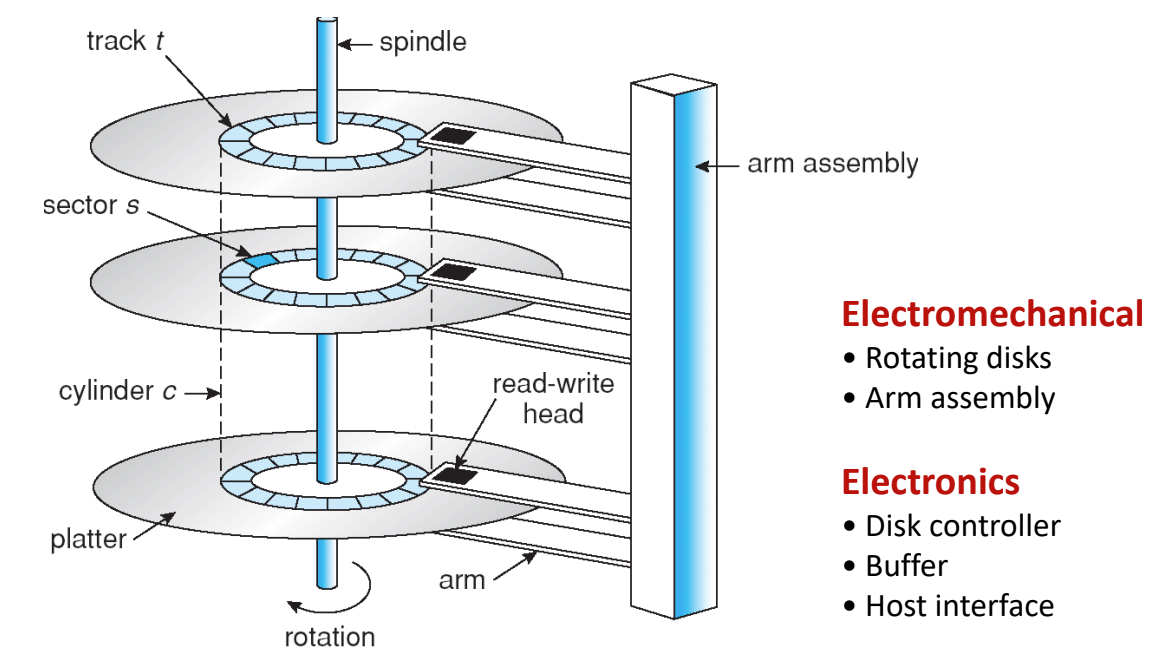 track t
spindle
arm assembly
sector s
cylinder c
read-write
head
platter
arm
rotation
Electromechanical
• Rotating disks
• Arm assembly
Electronics
• Disk controller
• Buffer
• Host interface